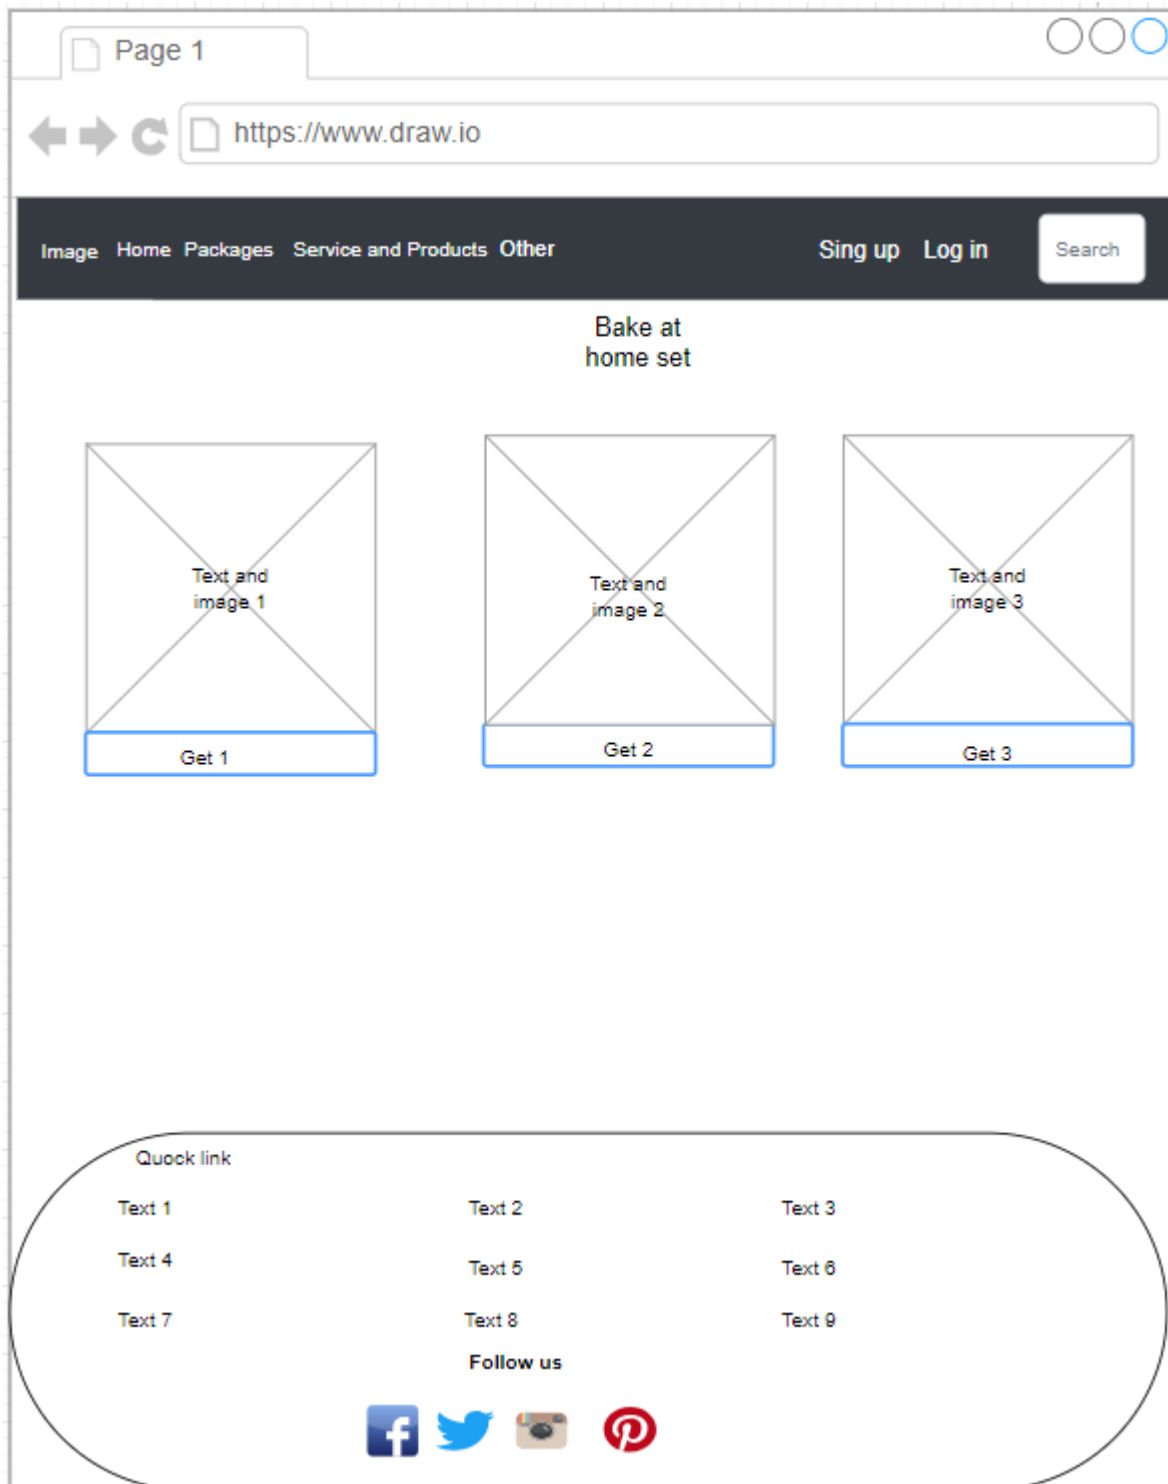 Page 1
https://www.draw.io
Image Home Packages Service and Products Other Sing up Log in Search
Bake at
home set
Text and
image 1
Text and
image 2
Text and
image 3
Get 1
Get 2
Get 3
Quock link
Text 1 Text 2 Text 3
Text 4 Text 5 Text 6
Text 7 Text 8 Text 9
Follow us